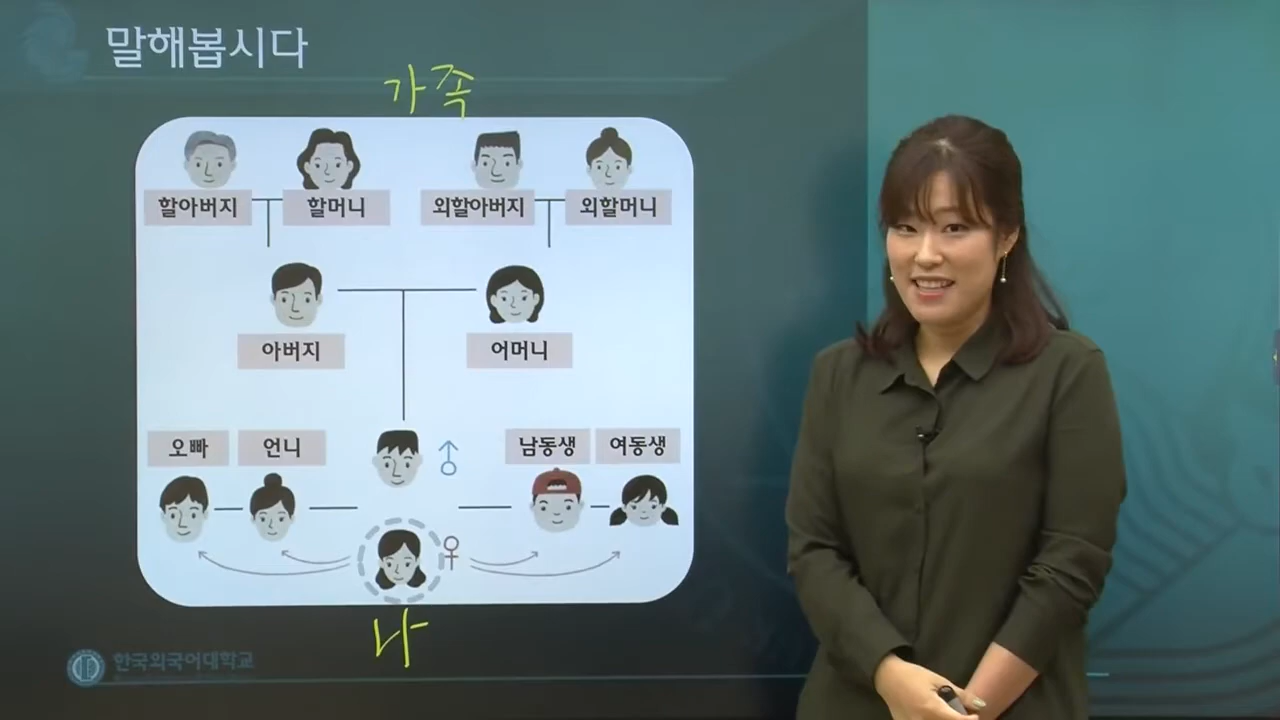 말해봅시다
가족
할아버지 할머니 외할아버지 외할머니
아버지 어머니
오빠 언니 남동생 여동생
나
한국외국어대학교